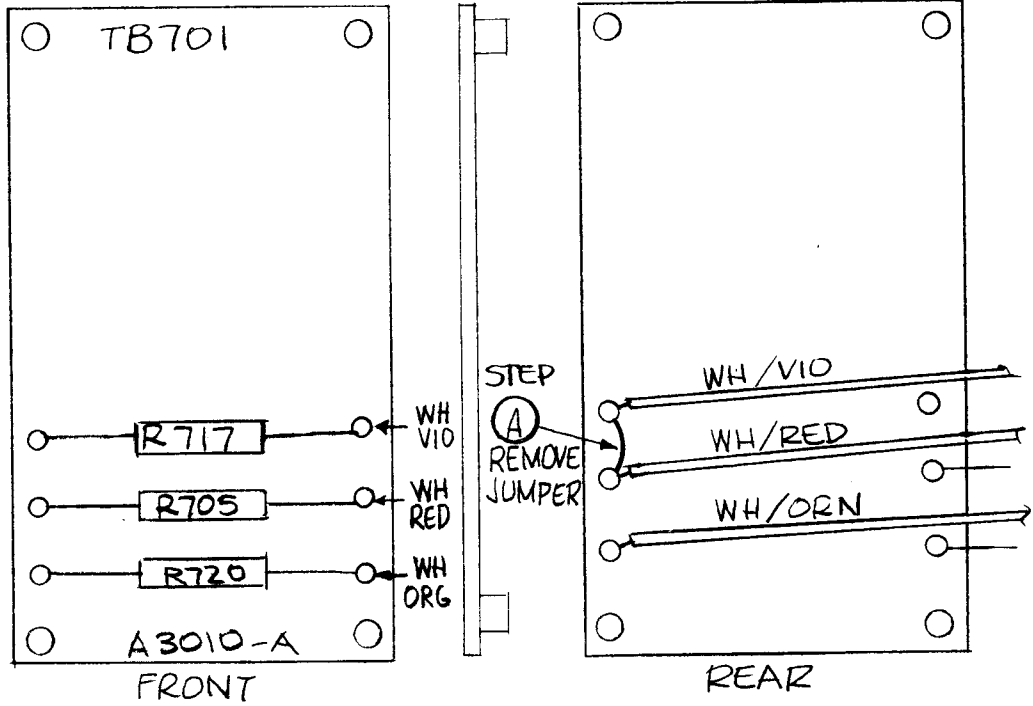 TB701
R717
R705
R720
WH
VIO
WH
RED
WH
ORG
A3010-A
FRONT
STEP
A
REMOVE
JUMPER
WH/VIO
WH/RED
WH/ORN
REAR